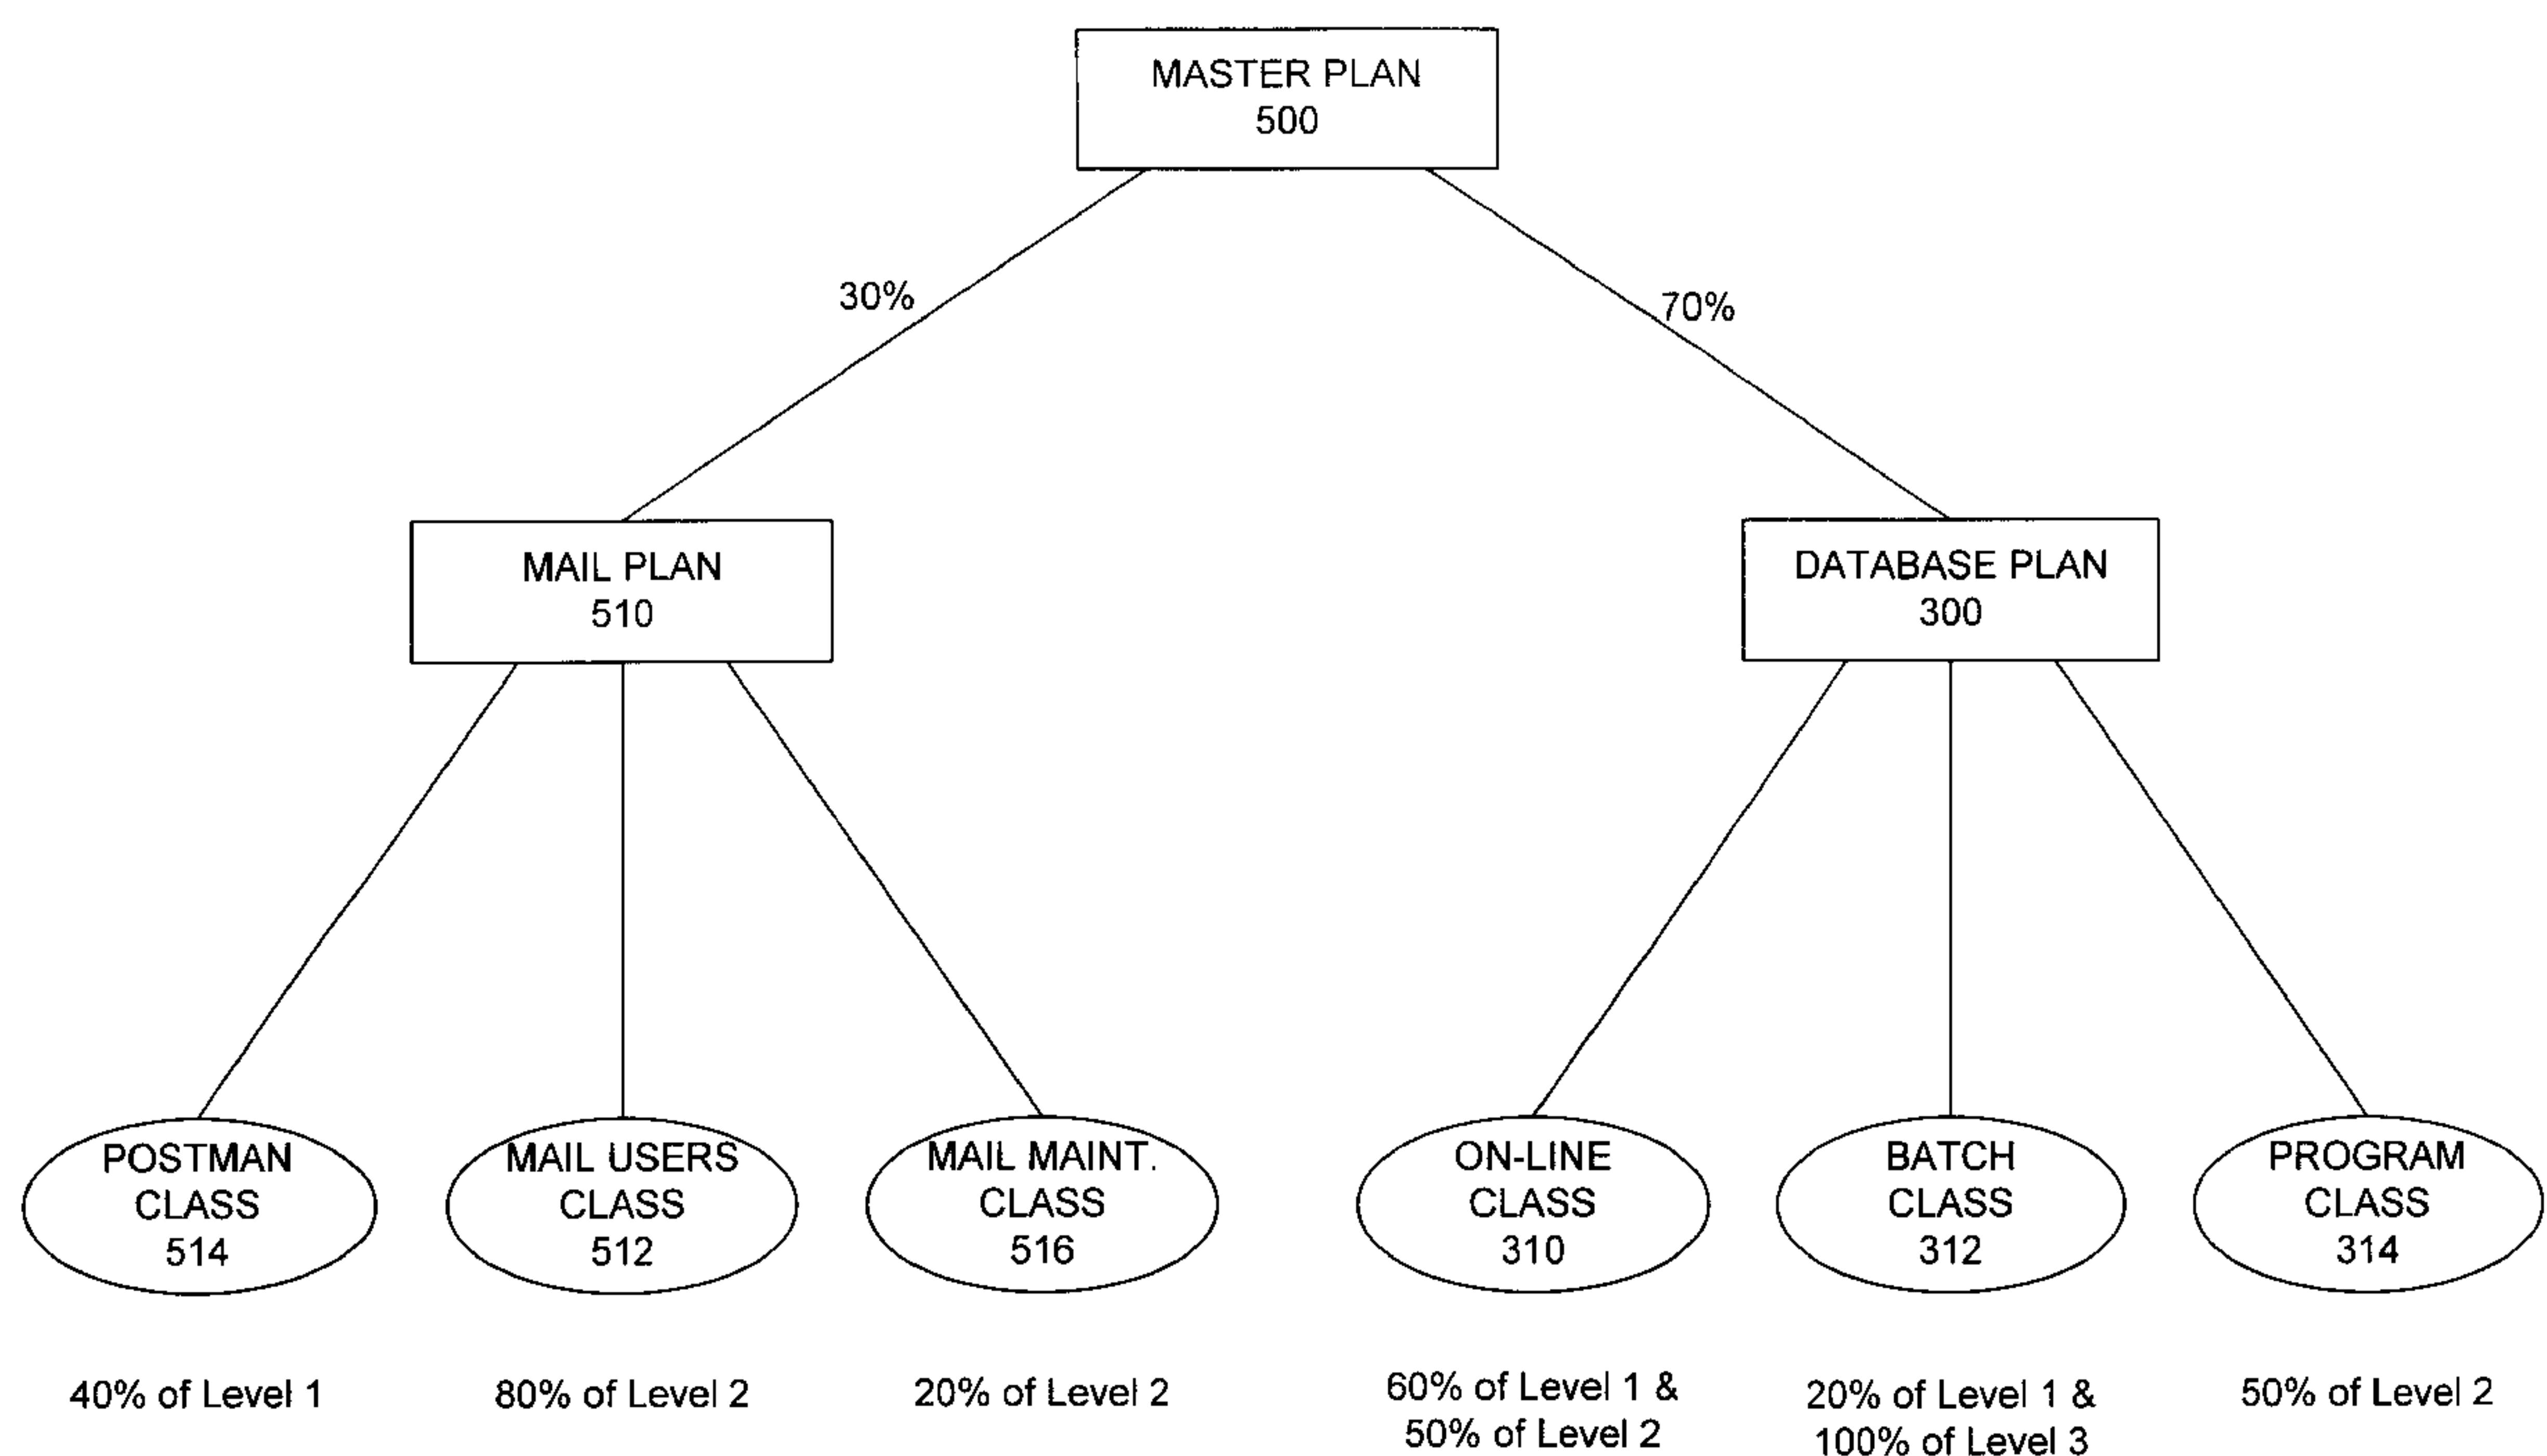 MASTER PLAN
500
30%
70%
MAIL PLAN
510
DATABASE PLAN
300
POSTMAN
CLASS
514
MAIL USERS
CLASS
512
MAIL MAINT.
CLASS
516
ON-LINE
CLASS
310
BATCH
CLASS
312
PROGRAM
CLASS
314
40% of Level 1
80% of Level 2
20% of Level 2
60% of Level 1 &
50% of Level 2
20% of Level 1 &
100% of Level 3
50% of Level 2